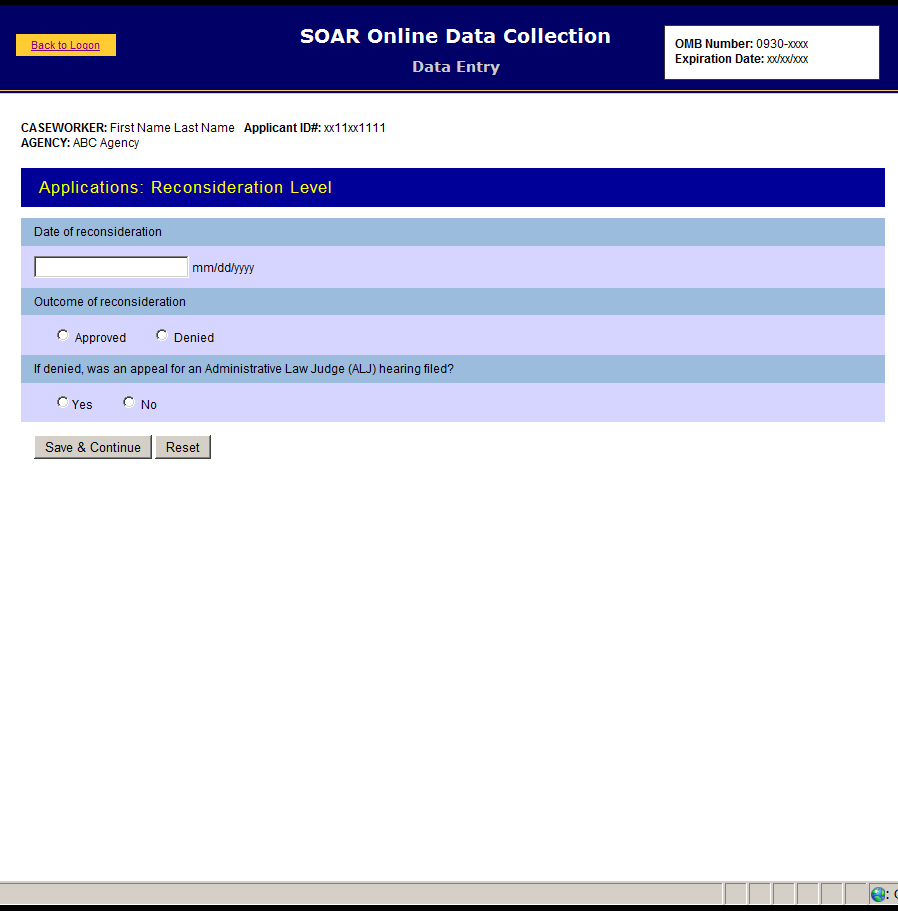 Back to Logon
SOAR Online Data Collection
Data Entry
OMB Number: 0930-xxxx
Expiration Date: xx/xx/xxx
CASEWORKER: First Name Last Name Applicant ID#: xx11xx1111
AGENCY: ABC Agency
Applications: Reconsideration Level
Date of reconsideration
mm/dd/yyyy
Outcome of reconsideration
Approved Denied
If denied, was an appeal for an Administrative Law Judge (ALJ) hearing filed?
Yes No
Save & Continue Reset